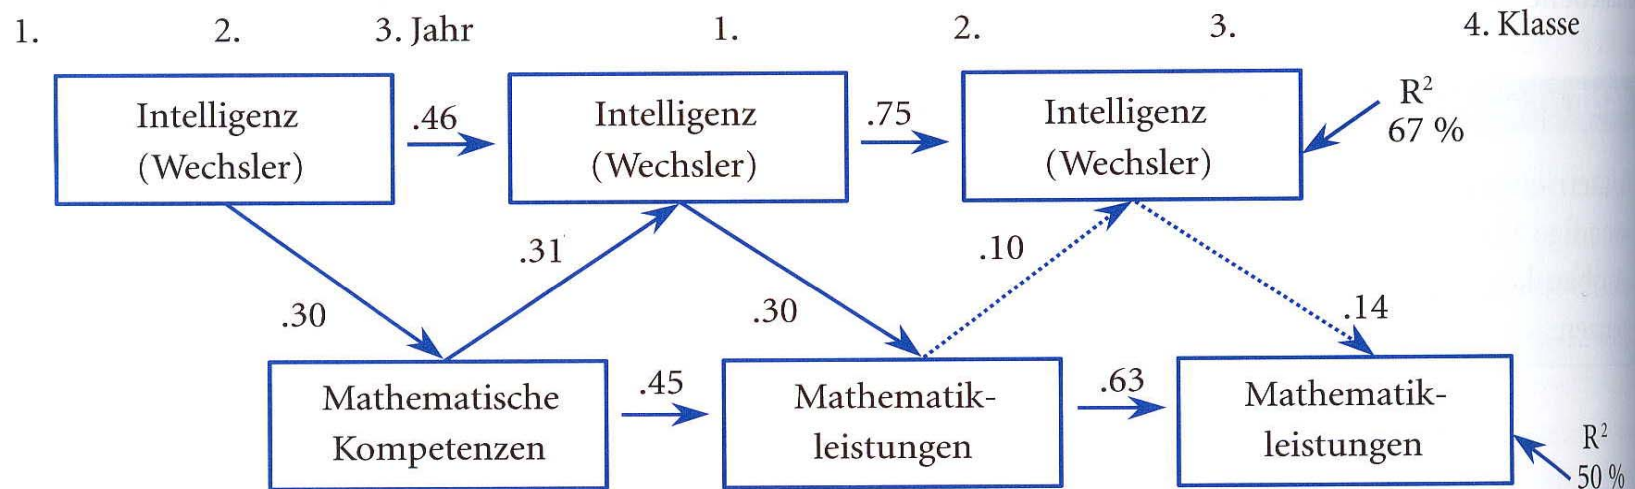 1. 2. 3. Jahr 1. 2. 3. 4. Klasse
Intelligenz
(Wechsler)
.46
Intelligenz
(Wechsler)
.75
Intelligenz
(Wechsler)
R²
67 %
.30
.31
.30
.10
.14
Mathematische
Kompetenzen
.45
Mathematik-
leistungen
.63
Mathematik-
leistungen
R²
50 %